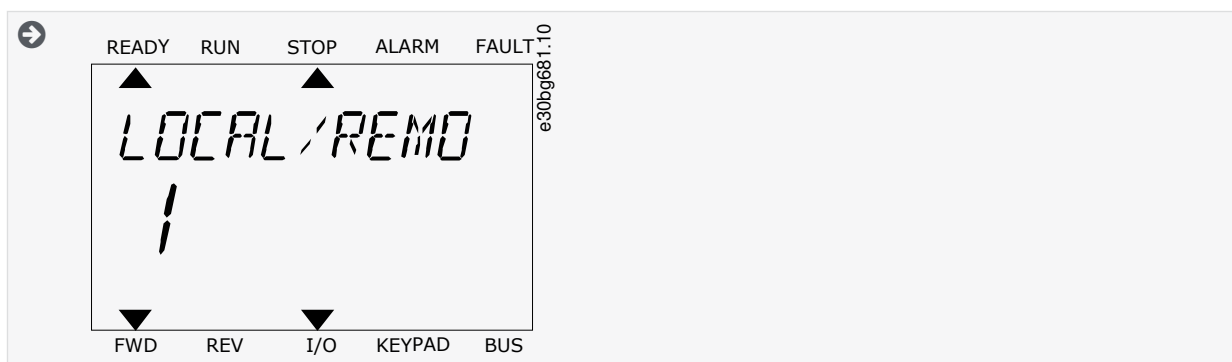 READY RUN STOP ALARM FAULT
e30bg681.10
LOCAL/REMO
1
FWD REV I/O KEYPAD BUS